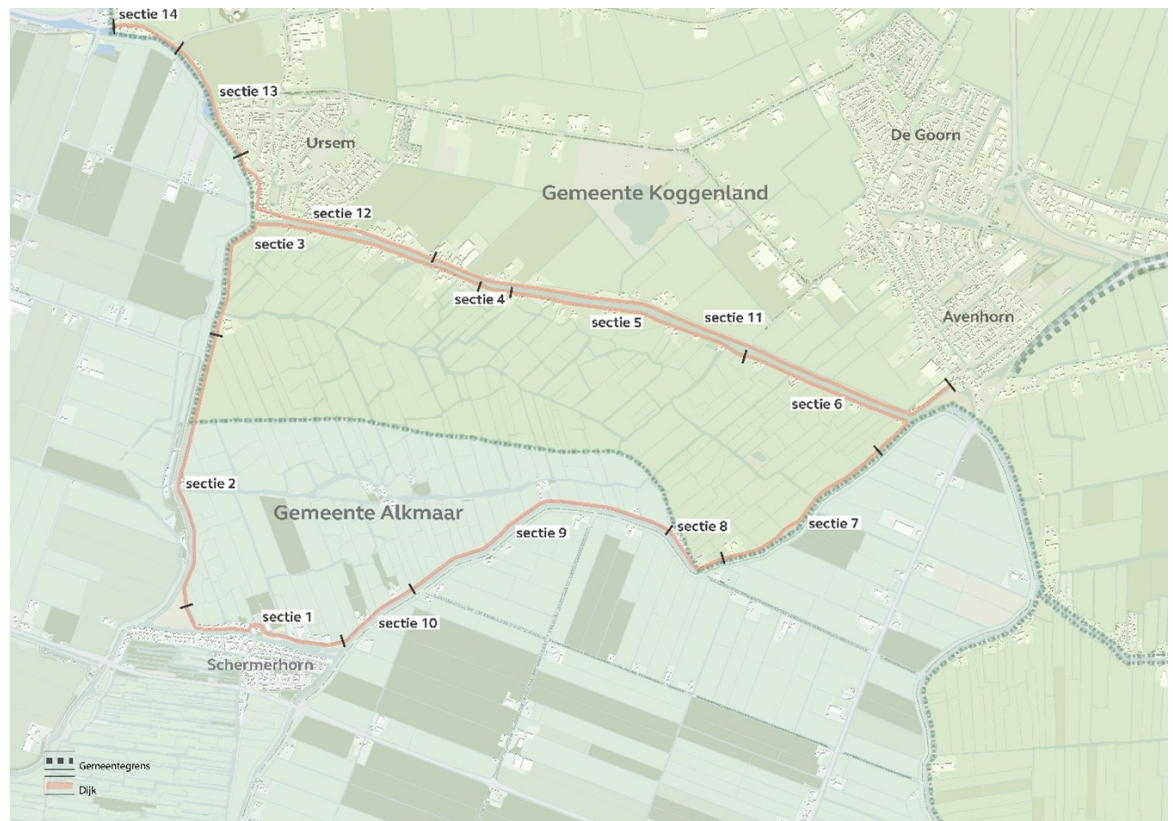 sectie 14
sectie 13
Ursem
De Goorn
Gemeente Koggenland
sectie 12
sectie 3
sectie 4
sectie 5
sectie 11
Avenhorn
sectie 6
sectie 2
Gemeente Alkmaar
sectie 9
sectie 8
sectie 7
sectie 1
sectie 10
Schermerhorn
Gemeentegrens
Dijk